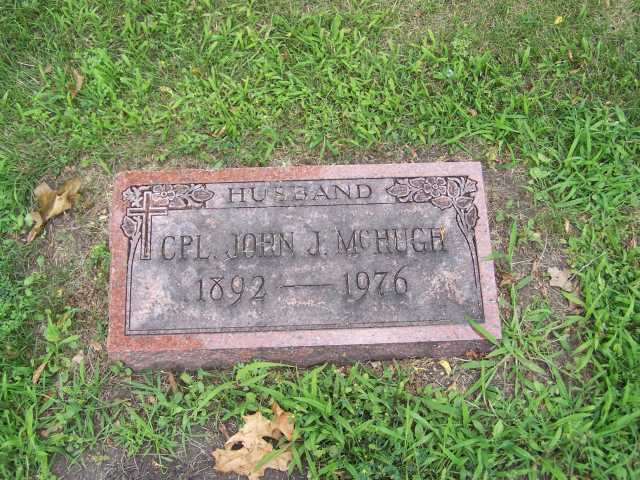 HUSBAND
CPL. JOHN J. McHUGH
1892 — 1976